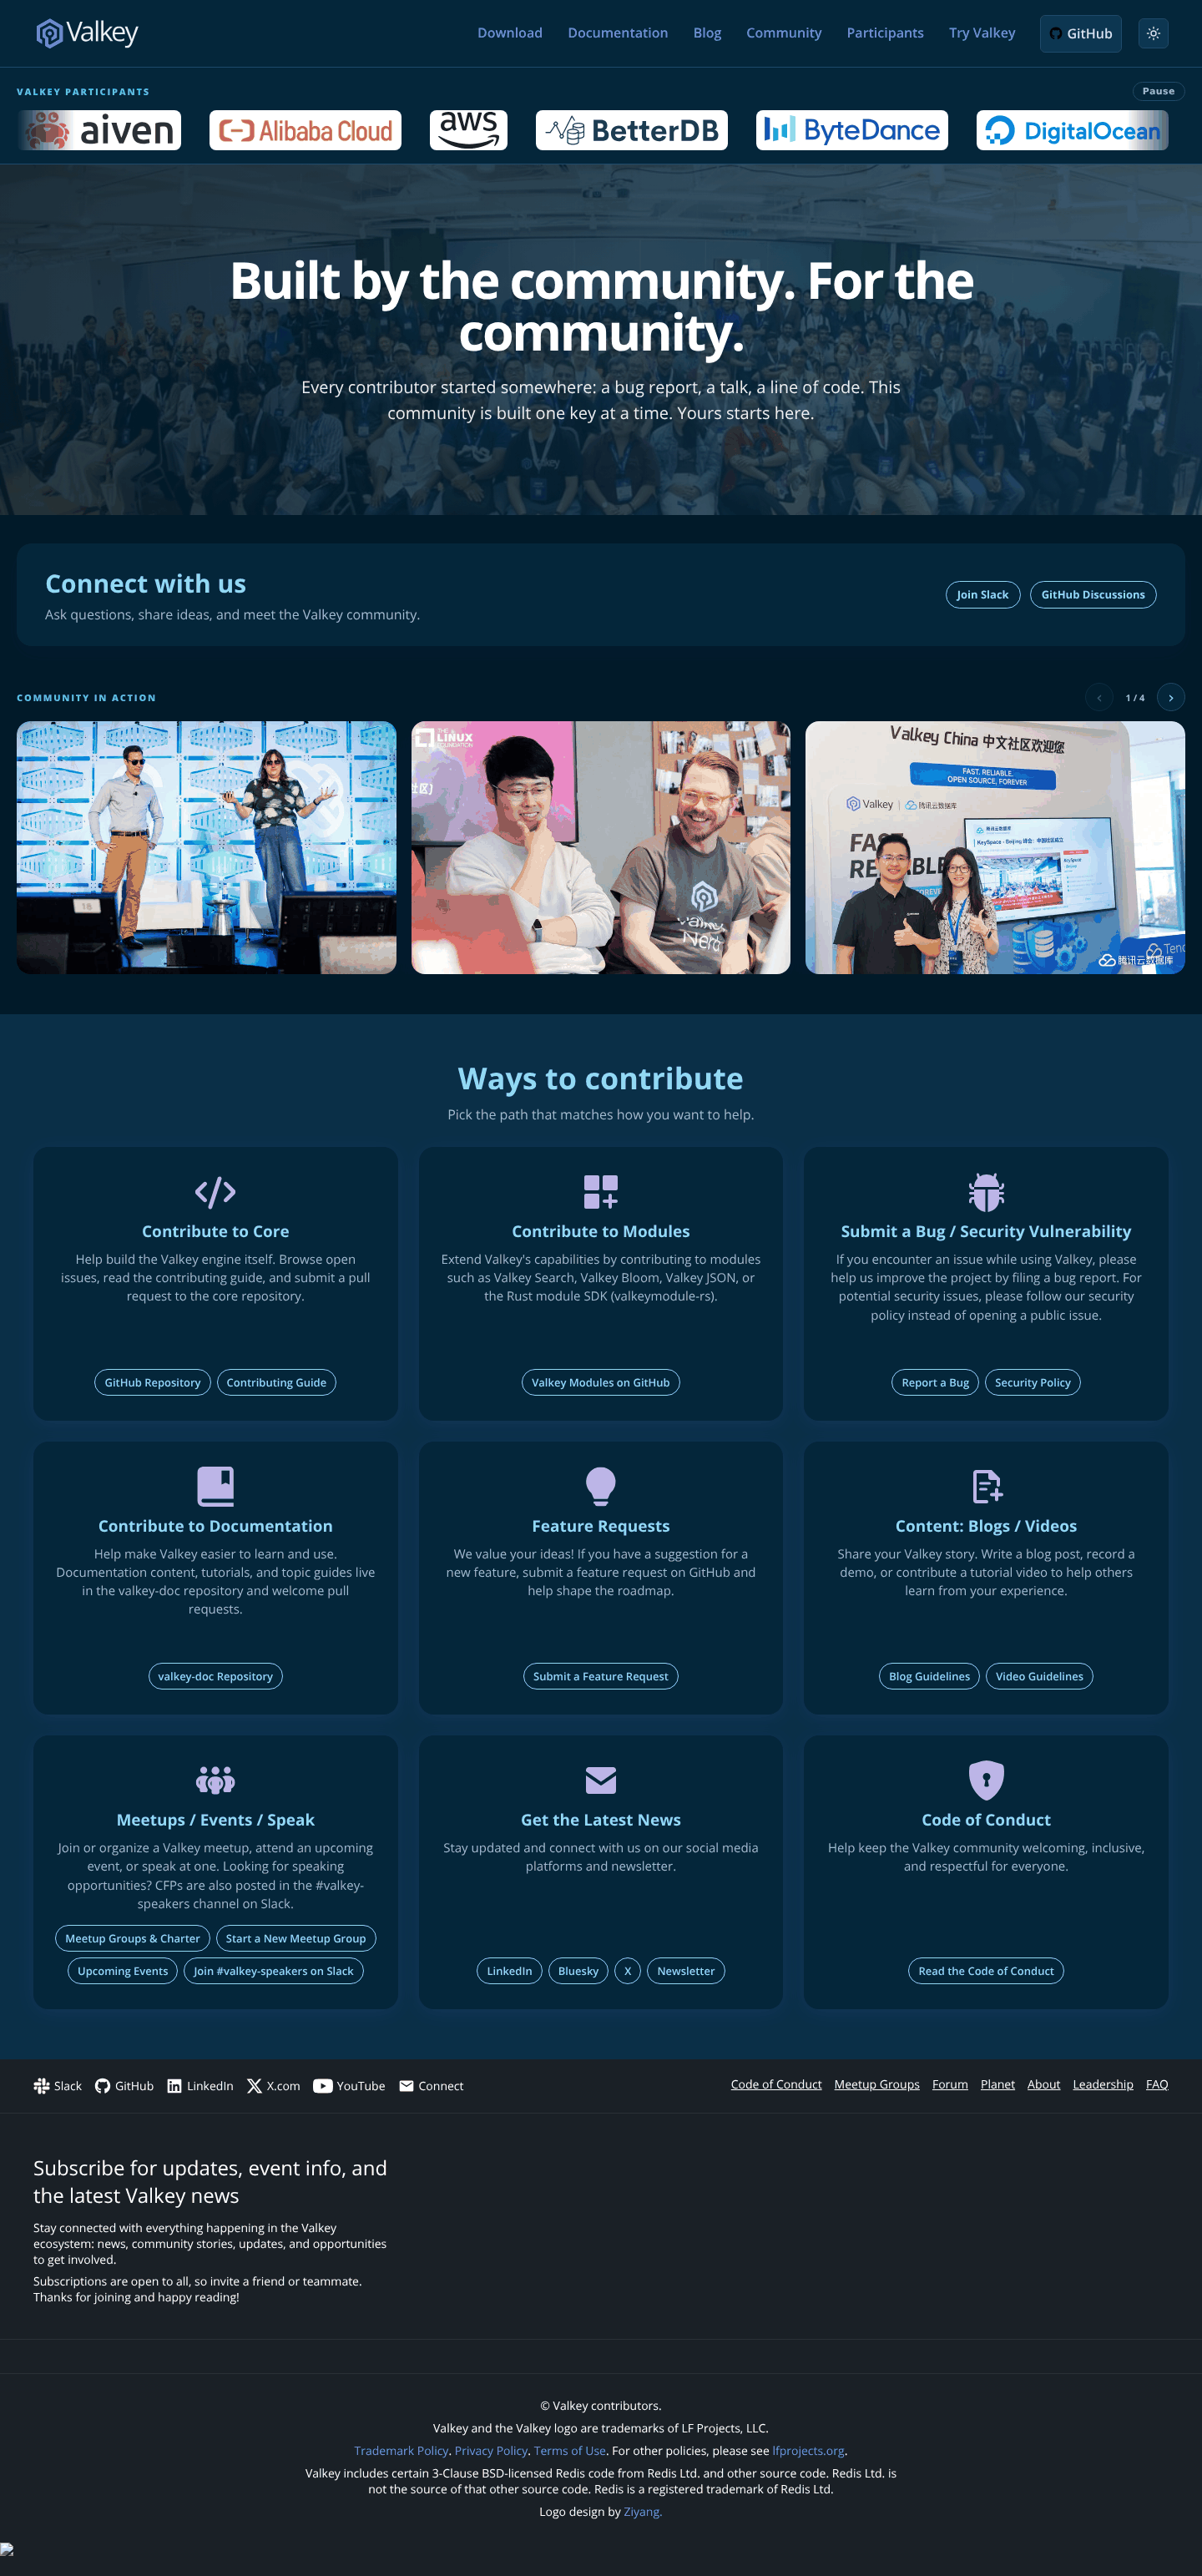 Valkey
Download Documentation Blog Community Participants Try Valkey GitHub
VALKEY PARTICIPANTS
Pause
aiven Alibaba Cloud aws BetterDB ByteDance DigitalOcean
Built by the community. For the
community.
Every contributor started somewhere: a bug report, a talk, a line of code. This
community is built one key at a time. Yours starts here.
Connect with us
Ask questions, share ideas, and meet the Valkey community.
Join Slack GitHub Discussions
COMMUNITY IN ACTION
1 / 4
18
THE
LINUX
FOUNDATION
社区)
Valkey
Nerd
Valkey China 中文社区欢迎您
FAST. RELIABLE.
OPEN SOURCE, FOREVER
Valkey 腾讯云数据库
腾讯云数据库
Ways to contribute
Pick the path that matches how you want to help.
Contribute to Core
Help build the Valkey engine itself. Browse open
issues, read the contributing guide, and submit a pull
request to the core repository.
GitHub Repository Contributing Guide
Contribute to Modules
Extend Valkey's capabilities by contributing to modules
such as Valkey Search, Valkey Bloom, Valkey JSON, or
the Rust module SDK (valkeymodule-rs).
Valkey Modules on GitHub
Submit a Bug / Security Vulnerability
If you encounter an issue while using Valkey, please
help us improve the project by filing a bug report. For
potential security issues, please follow our security
policy instead of opening a public issue.
Report a Bug Security Policy
Contribute to Documentation
Help make Valkey easier to learn and use.
Documentation content, tutorials, and topic guides live
in the valkey-doc repository and welcome pull
requests.
valkey-doc Repository
Feature Requests
We value your ideas! If you have a suggestion for a
new feature, submit a feature request on GitHub and
help shape the roadmap.
Submit a Feature Request
Content: Blogs / Videos
Share your Valkey story. Write a blog post, record a
demo, or contribute a tutorial video to help others
learn from your experience.
Blog Guidelines Video Guidelines
Meetups / Events / Speak
Join or organize a Valkey meetup, attend an upcoming
event, or speak at one. Looking for speaking
opportunities? CFPs are also posted in the #valkey-
speakers channel on Slack.
Meetup Groups & Charter Start a New Meetup Group
Upcoming Events Join #valkey-speakers on Slack
Get the Latest News
Stay updated and connect with us on our social media
platforms and newsletter.
LinkedIn Bluesky X Newsletter
Code of Conduct
Help keep the Valkey community welcoming, inclusive,
and respectful for everyone.
Read the Code of Conduct
Slack GitHub LinkedIn X.com YouTube Connect
Code of Conduct Meetup Groups Forum Planet About Leadership FAQ
Subscribe for updates, event info, and
the latest Valkey news
Stay connected with everything happening in the Valkey
ecosystem: news, community stories, updates, and opportunities
to get involved.
Subscriptions are open to all, so invite a friend or teammate.
Thanks for joining and happy reading!
© Valkey contributors.
Valkey and the Valkey logo are trademarks of LF Projects, LLC.
Trademark Policy. Privacy Policy. Terms of Use. For other policies, please see lfprojects.org.
Valkey includes certain 3-Clause BSD-licensed Redis code from Redis Ltd. and other source code. Redis Ltd. is
not the source of that other source code. Redis is a registered trademark of Redis Ltd.
Logo design by Ziyang.